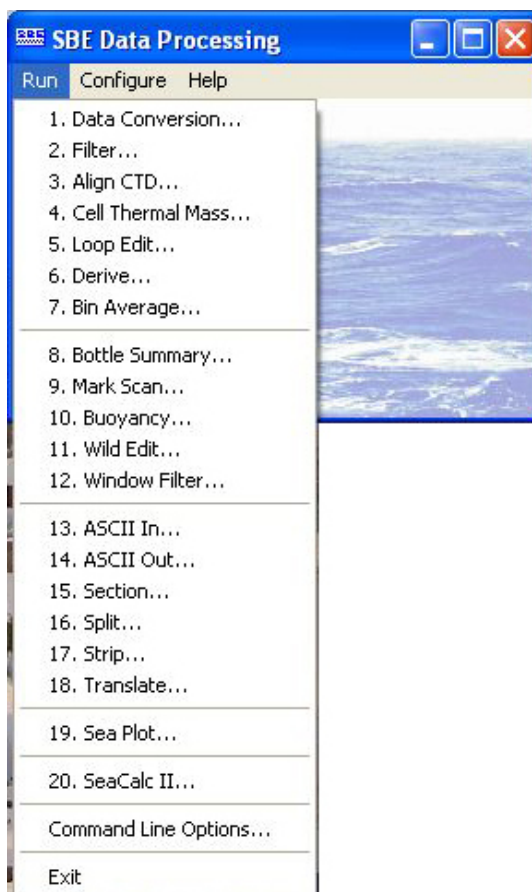 SBE Data Processing
Run Configure Help
1. Data Conversion...
2. Filter...
3. Align CTD...
4. Cell Thermal Mass...
5. Loop Edit...
6. Derive...
7. Bin Average...
8. Bottle Summary...
9. Mark Scan...
10. Buoyancy...
11. Wild Edit...
12. Window Filter...
13. ASCII In...
14. ASCII Out...
15. Section...
16. Split...
17. Strip...
18. Translate...
19. Sea Plot...
20. SeaCalc II...
Command Line Options...
Exit